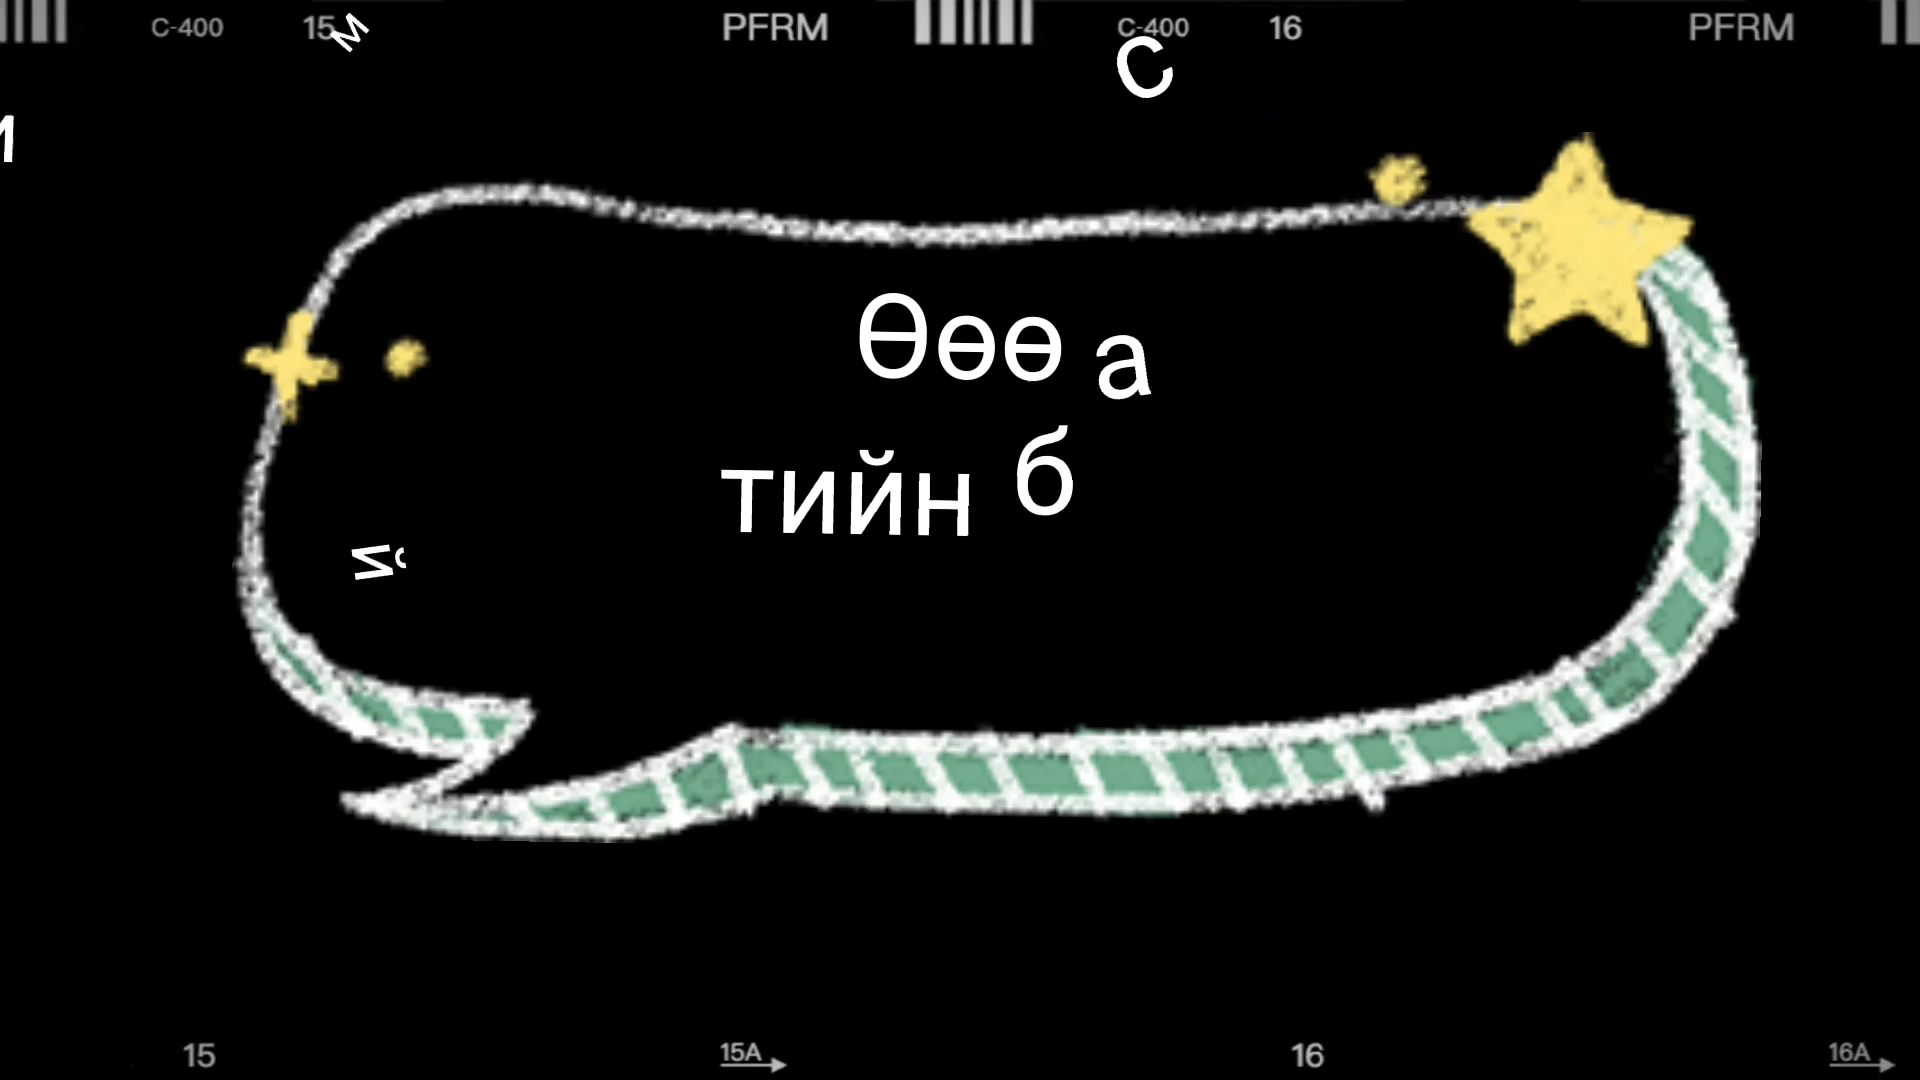 C-400 15 PFRM C-400 16 PFRM
м
С
и
Өөө а
тийн б
й
15 15A 16 16A